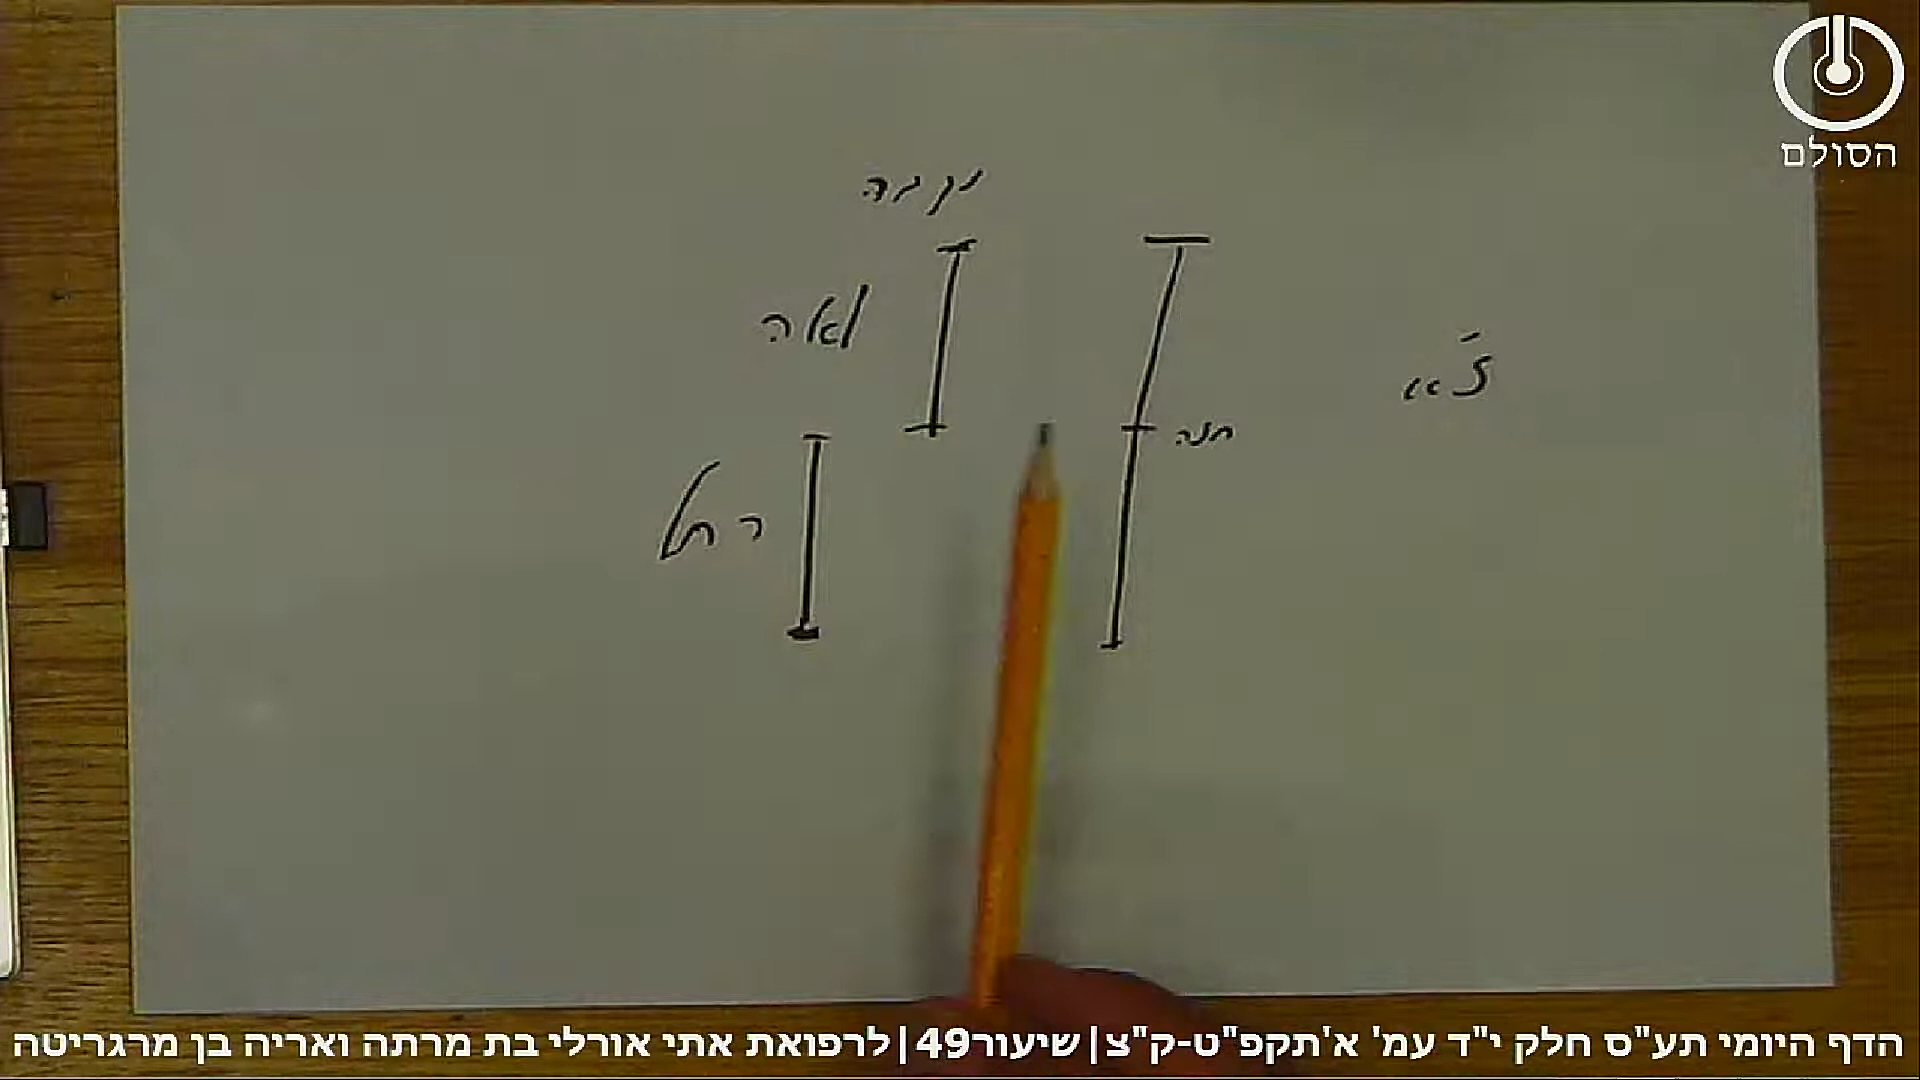 הסולם
נוקבה
לאה
ז"א
חזה
רחל
הדף היומי תע"ס חלק י"ד עמ' א'תקפ"ט-ק"צ|שיעור49|לרפואת אתי אורלי בת מרתה ואריה בן מרגריטה